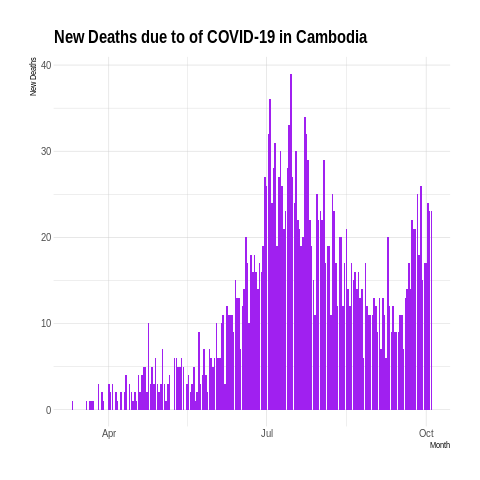 New Deaths due to of COVID-19 in Cambodia
New Deaths
40
30
20
10
0
Apr
Jul
Oct
Month